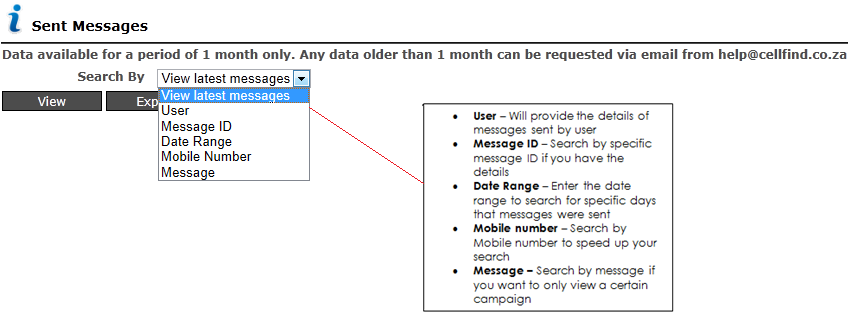 Sent Messages
Data available for a period of 1 month only. Any data older than 1 month can be requested via email from help@cellfind.co.za
Search By
View latest messages
View
View latest messages
User
Message ID
Date Range
Mobile Number
Message
• User – Will provide the details of
messages sent by user
• Message ID – Search by specific
message ID if you have the
details
• Date Range – Enter the date
range to search for specific days
that messages were sent
• Mobile number – Search by
Mobile number to speed up your
search
• Message – Search by message if
you want to only view a certain
campaign